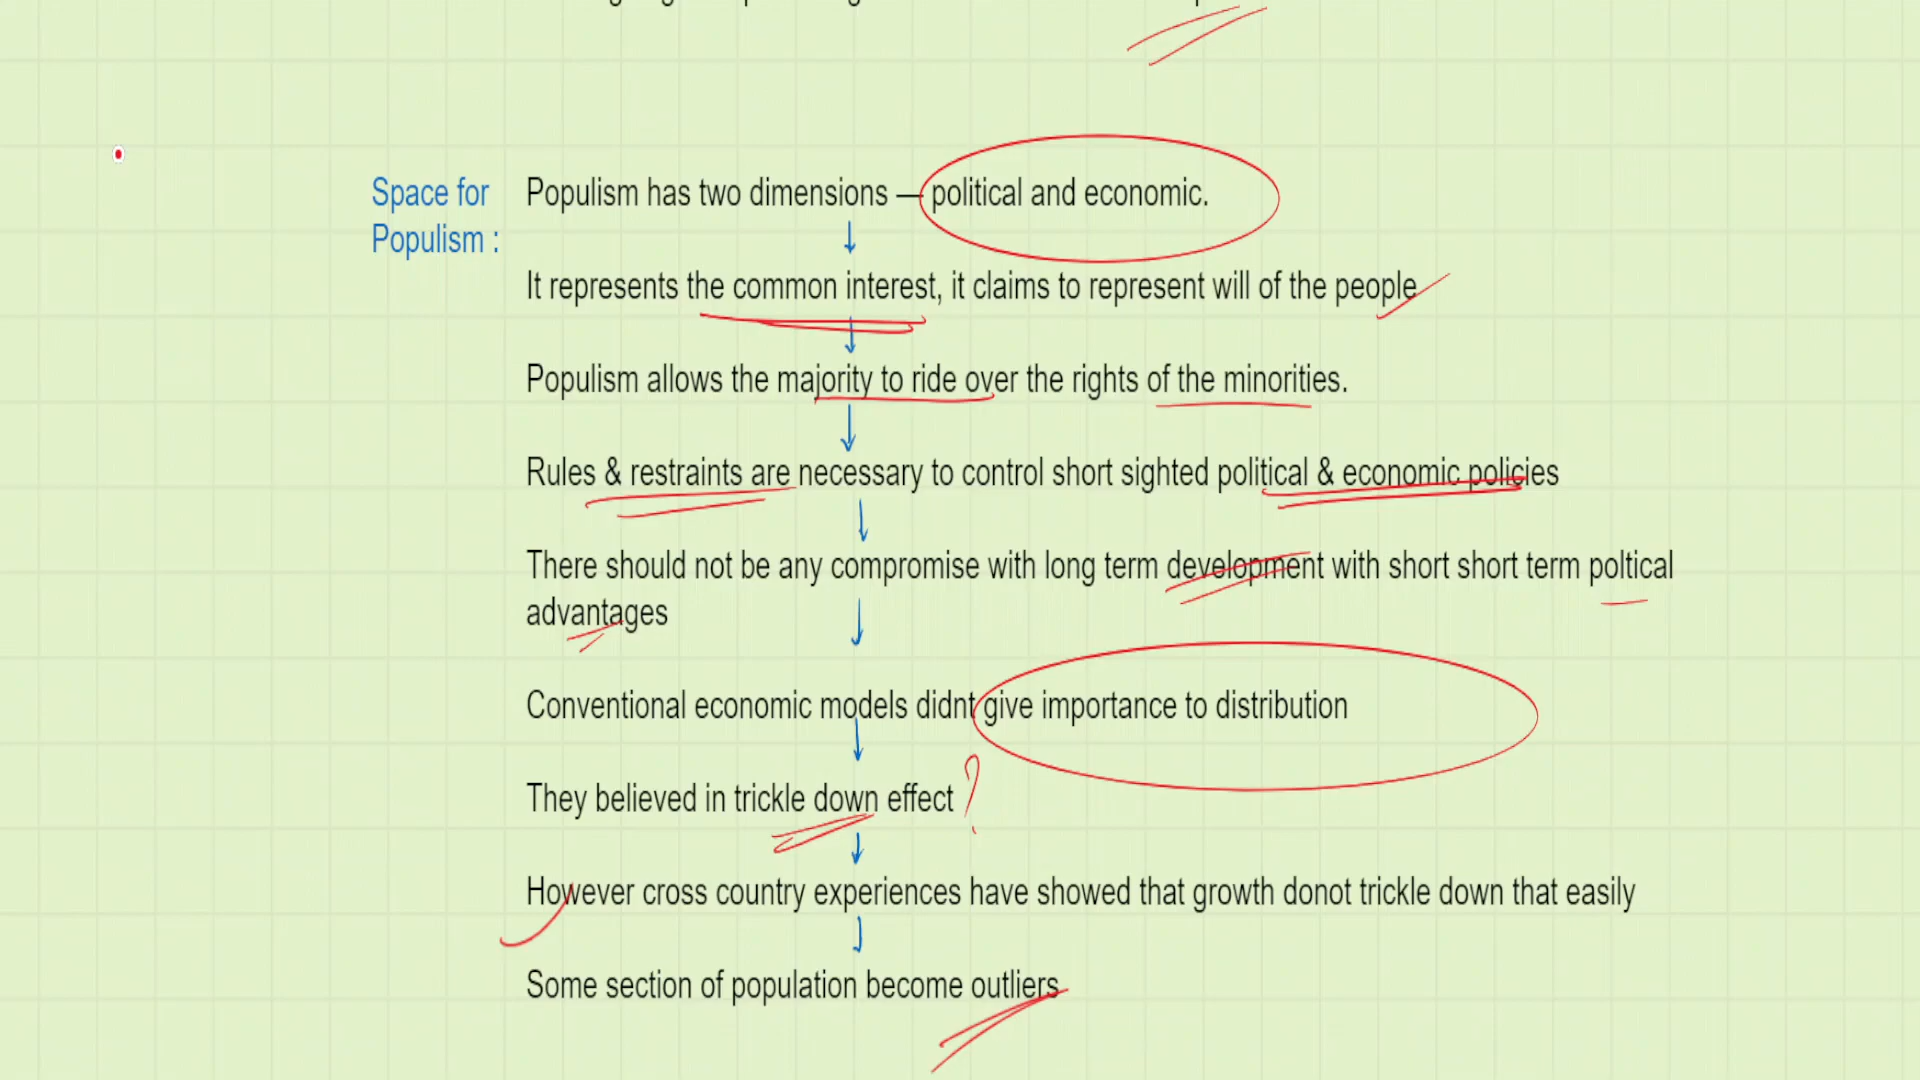 Space for
Populism :
Populism has two dimensions — political and economic.
It represents the common interest, it claims to represent will of the people
Populism allows the majority to ride over the rights of the minorities.
Rules & restraints are necessary to control short sighted political & economic policies
There should not be any compromise with long term development with short short term poltical
advantages
Conventional economic models didnt give importance to distribution
They believed in trickle down effect ?
However cross country experiences have showed that growth donot trickle down that easily
Some section of population become outliers